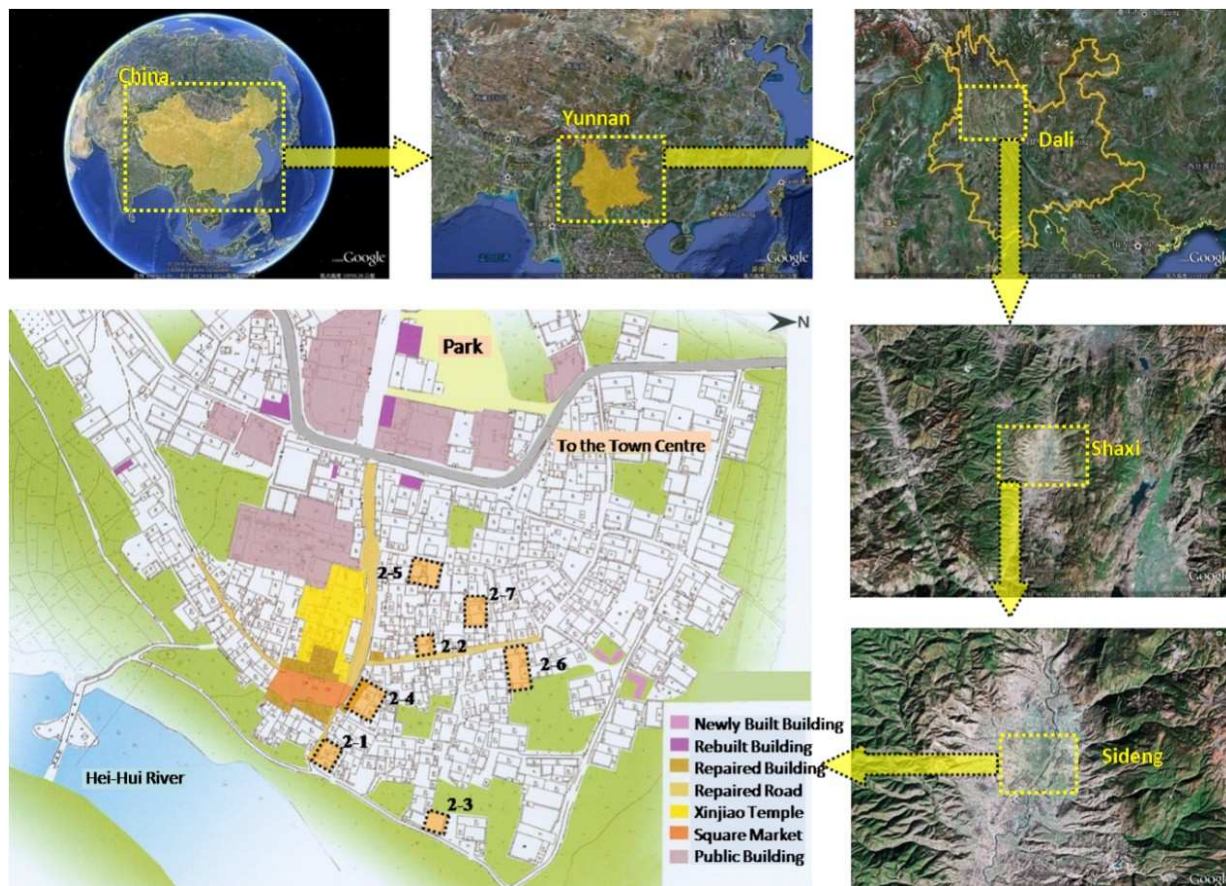 China
Google
Yunnan
Google
Dali
Google
Park
N
To the Town Centre
2-5
2-7
2-2
2-6
2-4
2-1
2-3
Hei-Hui River
Newly Built Building
Rebuilt Building
Repaired Building
Repaired Road
Xinjiao Temple
Square Market
Public Building
Shaxi
Google
Sideng
Google